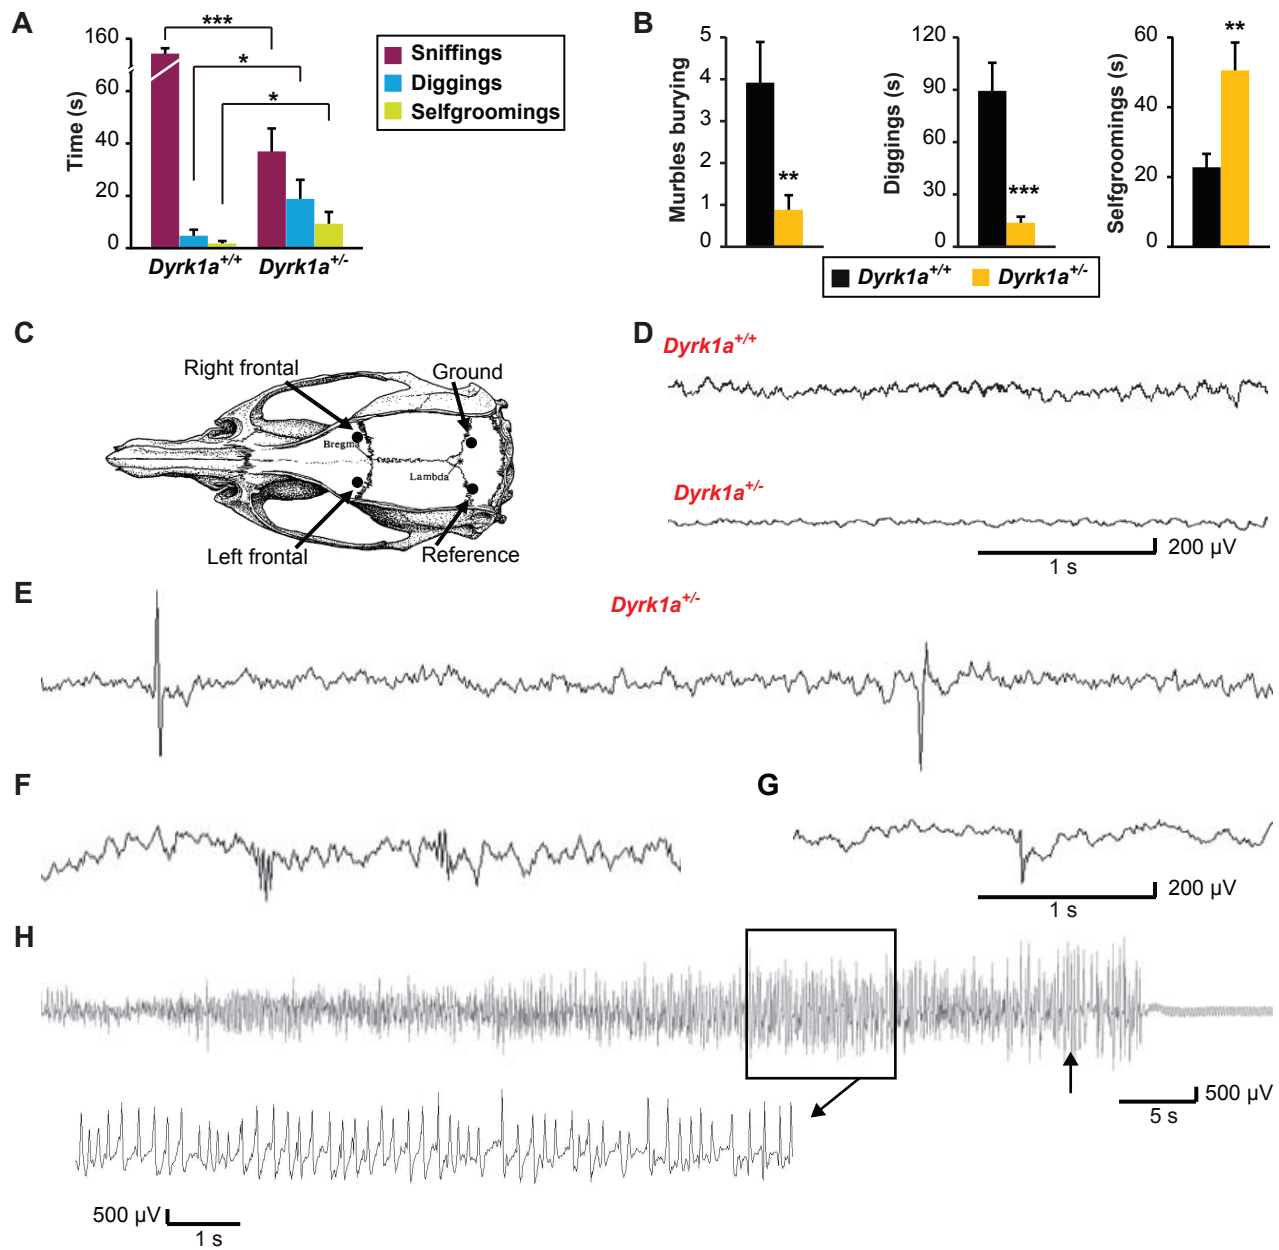 A
***
*
*
160
60
40
20
0
Time (s)
Sniffings
Diggings
Selfgroomings
Dyrk1a+/+
Dyrk1a+/-
B
5
4
3
2
1
0
Murbles burying
**
120
90
60
30
0
Diggings (s)
***
60
40
20
0
Selfgroomings (s)
**
Dyrk1a+/+
Dyrk1a+/-
C
Right frontal
Ground
Bregma
Lambda
Left frontal
Reference
D
Dyrk1a+/+
Dyrk1a+/-
200 µV
1 s
E
Dyrk1a+/-
F
G
200 µV
1 s
H
500 µV
5 s
500 µV
1 s